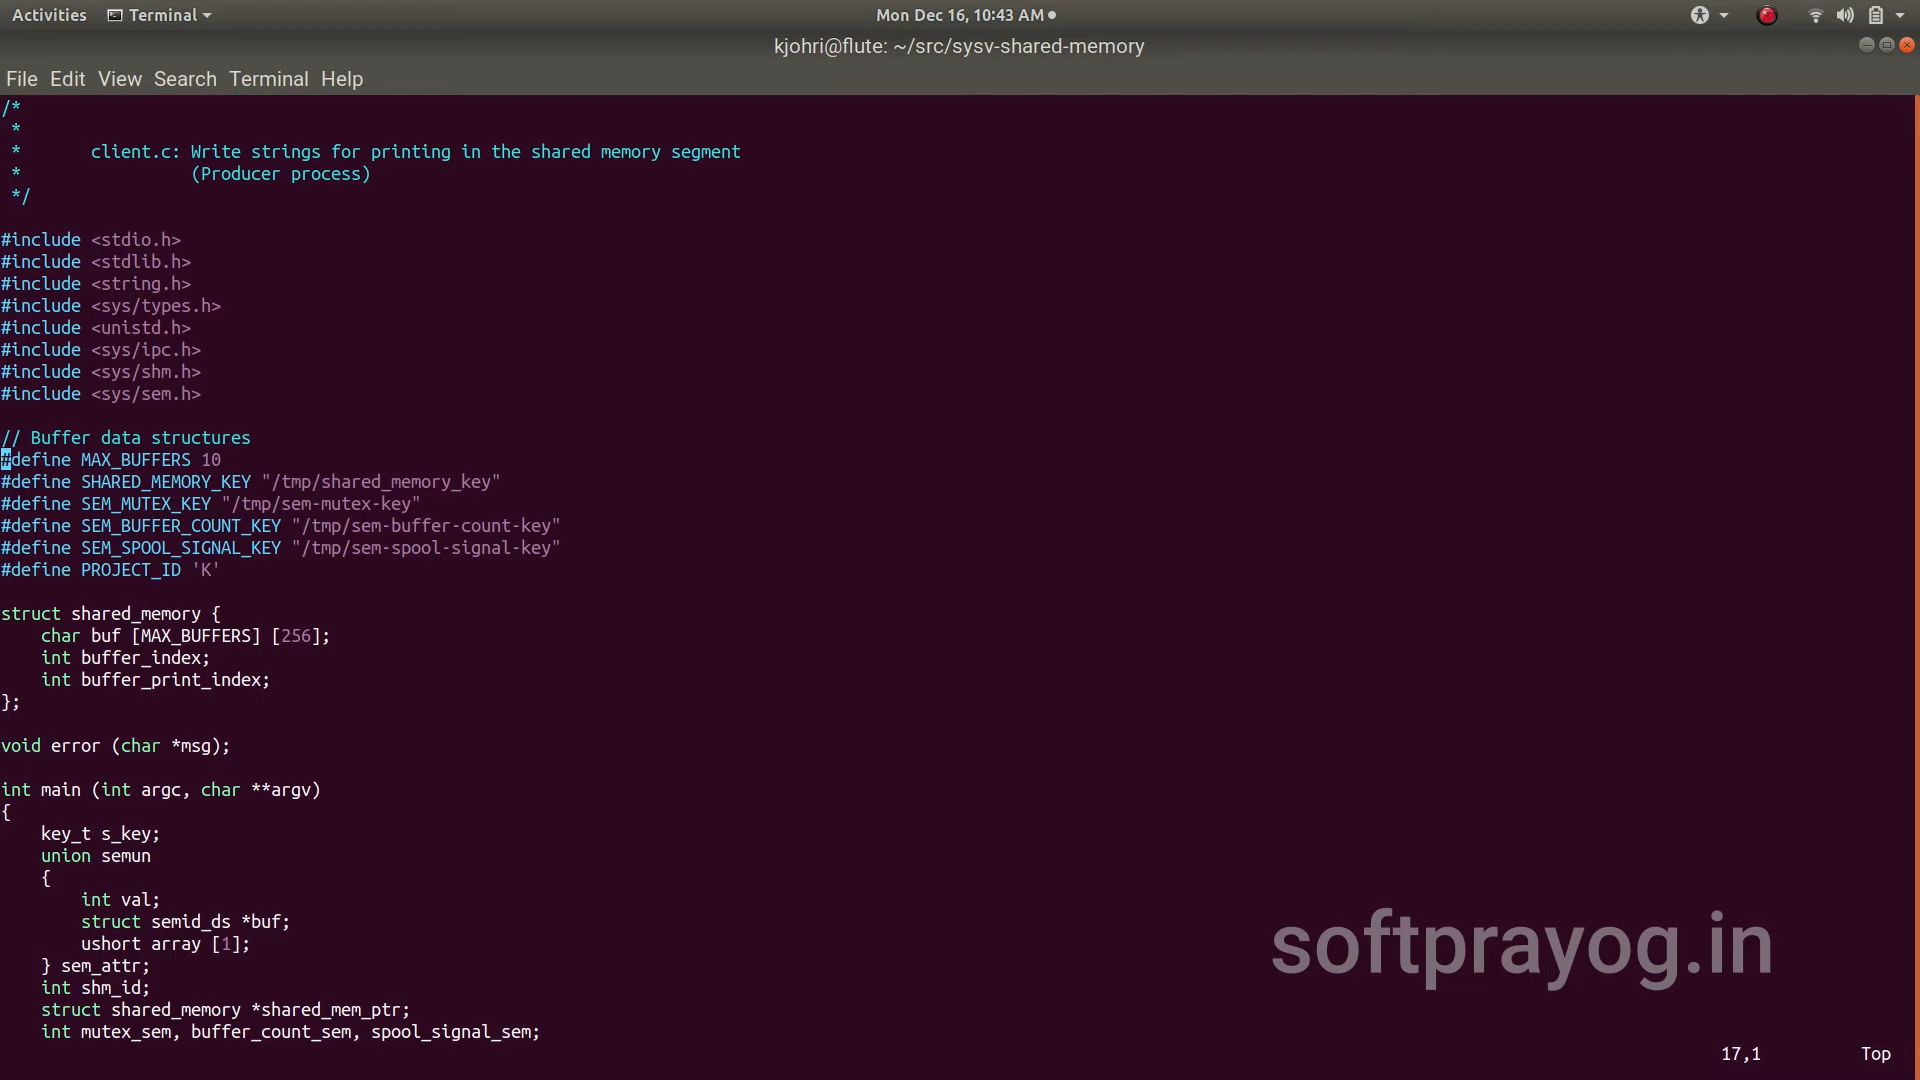 Activities Terminal Mon Dec 16, 10:43 AM
kjohri@flute: ~/src/sysv-shared-memory
File Edit View Search Terminal Help
/*
 *
 *       client.c: Write strings for printing in the shared memory segment
 *                 (Producer process)
 */
#include <stdio.h>
#include <stdlib.h>
#include <string.h>
#include <sys/types.h>
#include <unistd.h>
#include <sys/ipc.h>
#include <sys/shm.h>
#include <sys/sem.h>
// Buffer data structures
#define MAX_BUFFERS 10
#define SHARED_MEMORY_KEY "/tmp/shared_memory_key"
#define SEM_MUTEX_KEY "/tmp/sem-mutex-key"
#define SEM_BUFFER_COUNT_KEY "/tmp/sem-buffer-count-key"
#define SEM_SPOOL_SIGNAL_KEY "/tmp/sem-spool-signal-key"
#define PROJECT_ID 'K'
struct shared_memory {
    char buf [MAX_BUFFERS] [256];
    int buffer_index;
    int buffer_print_index;
};
void error (char *msg);
int main (int argc, char **argv)
{
    key_t s_key;
    union semun
    {
        int val;
        struct semid_ds *buf;
        ushort array [1];
    } sem_attr;
    int shm_id;
    struct shared_memory *shared_mem_ptr;
    int mutex_sem, buffer_count_sem, spool_signal_sem;
softprayog.in
17,1 Top